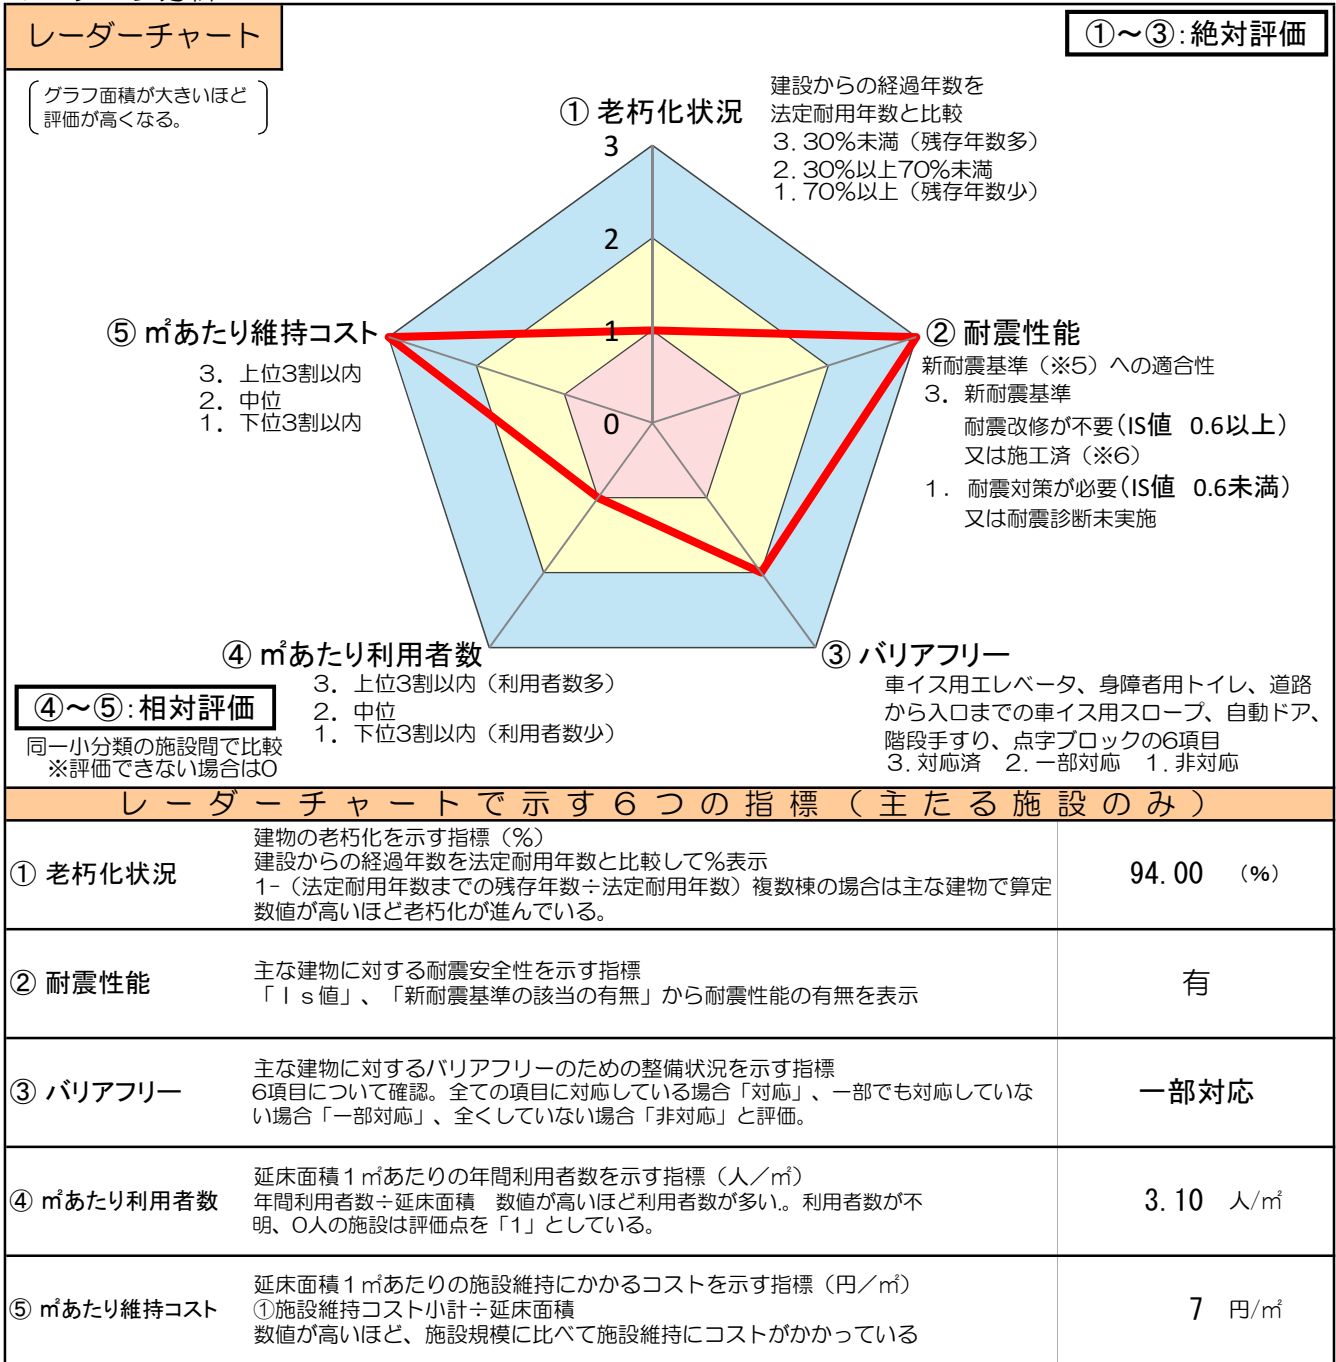 レーダーチャート
①～③:絶対評価
グラフ面積が大きいほど
評価が高くなる。
① 老朽化状況
建設からの経過年数を
法定耐用年数と比較
3. 30%未満（残存年数多）
2. 30%以上70%未満
1. 70%以上（残存年数少）
3
2
1
0
⑤ ㎡あたり維持コスト
3. 上位3割以内
2. 中位
1. 下位3割以内
② 耐震性能
新耐震基準（※5）への適合性
3. 新耐震基準
耐震改修が不要(IS値 0.6以上)
又は施工済（※6）
1. 耐震対策が必要(IS値 0.6未満)
又は耐震診断未実施
④ ㎡あたり利用者数
3. 上位3割以内（利用者数多）
2. 中位
1. 下位3割以内（利用者数少）
③ バリアフリー
車イス用エレベータ、身障者用トイレ、道路
から入口までの車イス用スロープ、自動ドア、
階段手すり、点字ブロックの6項目
3. 対応済 2. 一部対応 1. 非対応
④～⑤:相対評価
同一小分類の施設間で比較
※評価できない場合は0
レーダーチャートで示す６つの指標（主たる施設のみ）
① 老朽化状況
建物の老朽化を示す指標（%）
建設からの経過年数を法定耐用年数と比較して%表示
1-（法定耐用年数までの残存年数÷法定耐用年数）複数棟の場合は主な建物で算定
数値が高いほど老朽化が進んでいる。
94.00 （%）
② 耐震性能
主な建物に対する耐震安全性を示す指標
「Ｉｓ値」、「新耐震基準の該当の有無」から耐震性能の有無を表示
有
③ バリアフリー
主な建物に対するバリアフリーのための整備状況を示す指標
6項目について確認。全ての項目に対応している場合「対応」、一部でも対応していな
い場合「一部対応」、全くしていない場合「非対応」と評価。
一部対応
④ ㎡あたり利用者数
延床面積１㎡あたりの年間利用者数を示す指標（人／㎡）
年間利用者数÷延床面積 数値が高いほど利用者数が多い。利用者数が不
明、0人の施設は評価点を「1」としている。
3.10 人/㎡
⑤ ㎡あたり維持コスト
延床面積１㎡あたりの施設維持にかかるコストを示す指標（円／㎡）
①施設維持コスト小計÷延床面積
数値が高いほど、施設規模に比べて施設維持にコストがかかっている
7 円/㎡